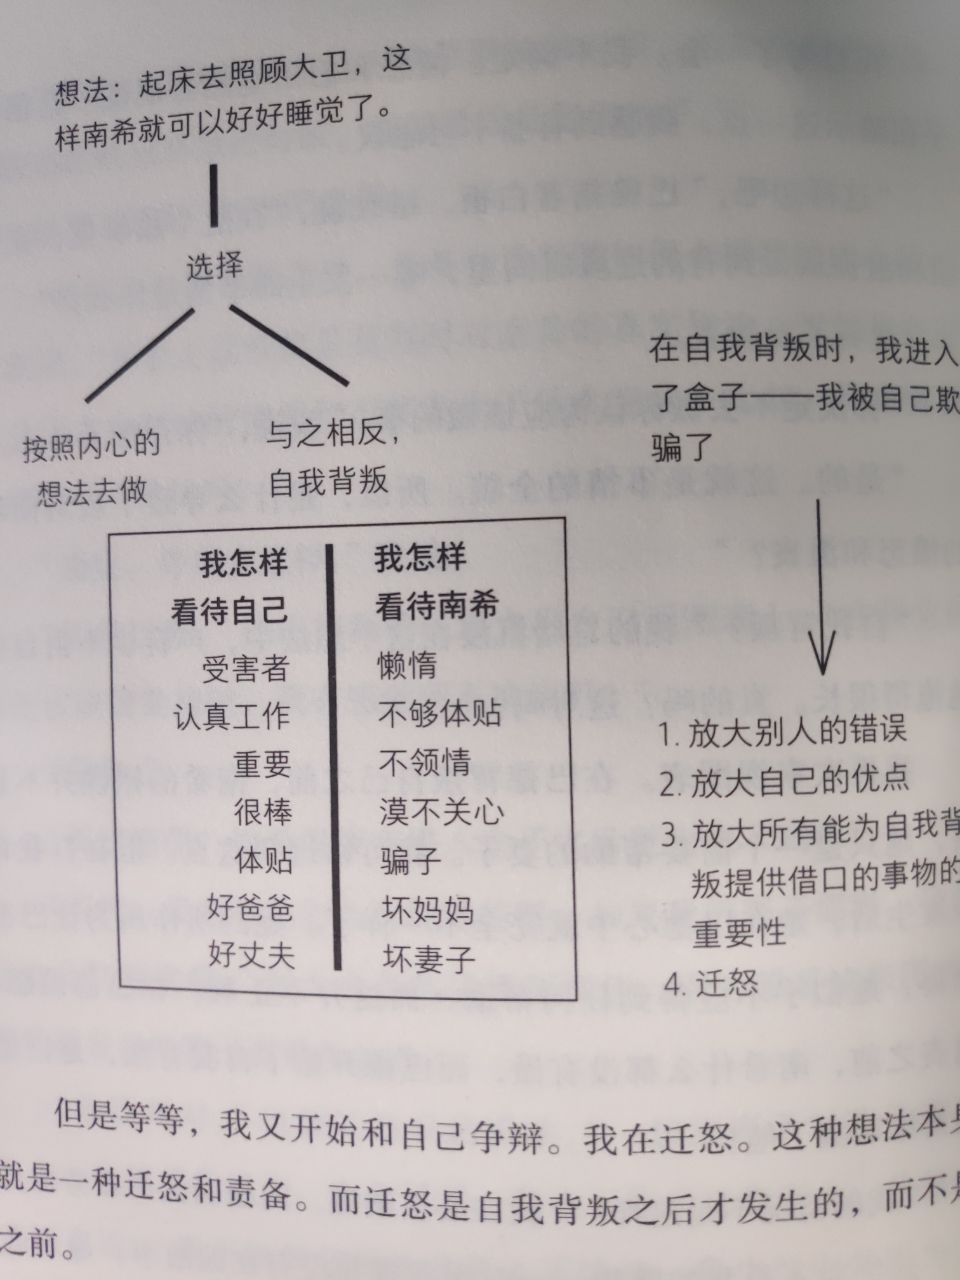 想法：起床去照顾大卫，这
样南希就可以好好睡觉了。
选择
按照内心的
想法去做
与之相反，
自我背叛
在自我背叛时，我进入
了盒子——我被自己欺
骗了
我怎样
看待自己
受害者
认真工作
重要
很棒
体贴
好爸爸
好丈夫
我怎样
看待南希
懒惰
不够体贴
不领情
漠不关心
骗子
坏妈妈
坏妻子
1. 放大别人的错误
2. 放大自己的优点
3. 放大所有能为自我背
叛提供借口的事物的
重要性
4. 迁怒
但是等等，我又开始和自己争辩。我在迁怒。这种想法本身
就是一种迁怒和责备。而迁怒是自我背叛之后才发生的，而不是
之前。